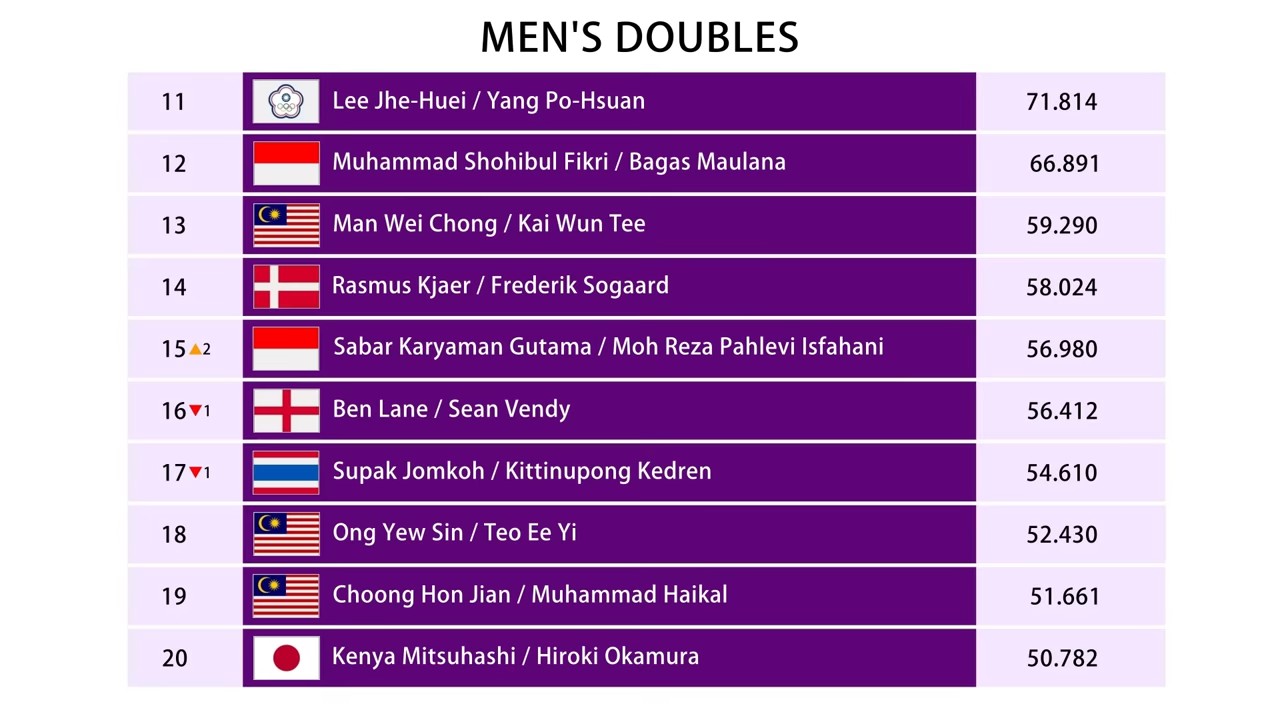 MEN'S DOUBLES
11 Lee Jhe-Huei / Yang Po-Hsuan 71.814
12 Muhammad Shohibul Fikri / Bagas Maulana 66.891
13 Man Wei Chong / Kai Wun Tee 59.290
14 Rasmus Kjaer / Frederik Sogaard 58.024
15▲2 Sabar Karyaman Gutama / Moh Reza Pahlevi Isfahani 56.980
16▼1 Ben Lane / Sean Vendy 56.412
17▼1 Supak Jomkoh / Kittinupong Kedren 54.610
18 Ong Yew Sin / Teo Ee Yi 52.430
19 Choong Hon Jian / Muhammad Haikal 51.661
20 Kenya Mitsuhashi / Hiroki Okamura 50.782